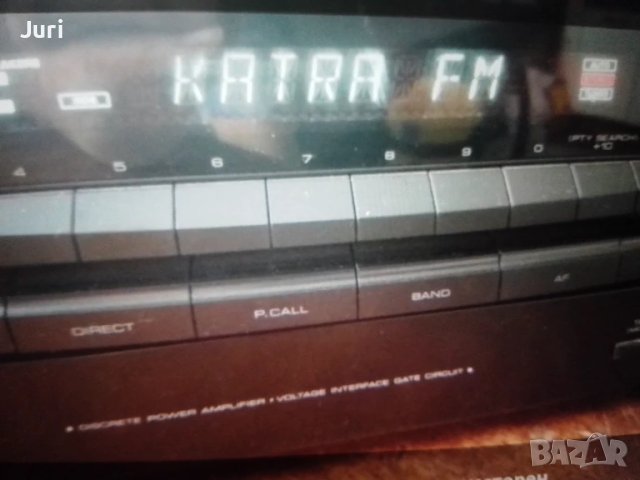 Juri
KATRA FM
(PTY SEARCH)
4 5 6 7 8 9 0 +10
DIRECT P.CALL BAND AF
• DISCRETE POWER AMPLIFIER • VOLTAGE INTERFACE GATE CIRCUIT •
BAZAR